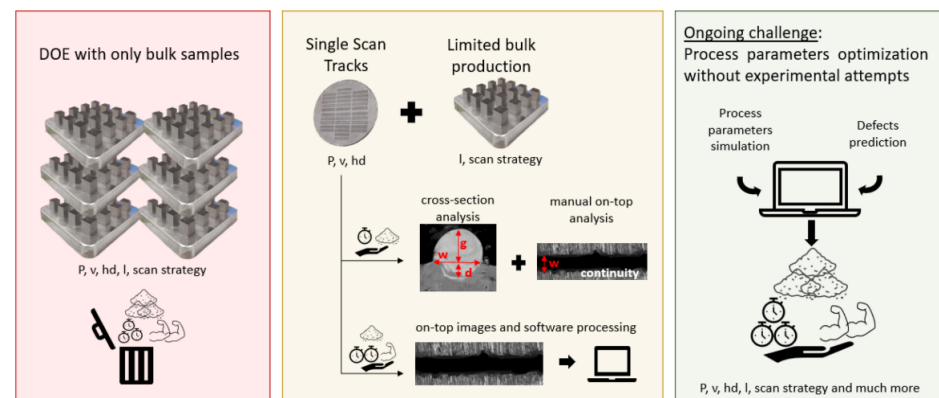 DOE with only bulk samples
P, v, hd, l, scan strategy
Single Scan
Tracks
Limited bulk
production
P, v, hd
l, scan strategy
cross-section
analysis
manual on-top
analysis
g
w
d
w
continuity
on-top images and software processing
Ongoing challenge:
Process parameters optimization
without experimental attempts
Process
parameters
simulation
Defects
prediction
P, v, hd, l, scan strategy and much more